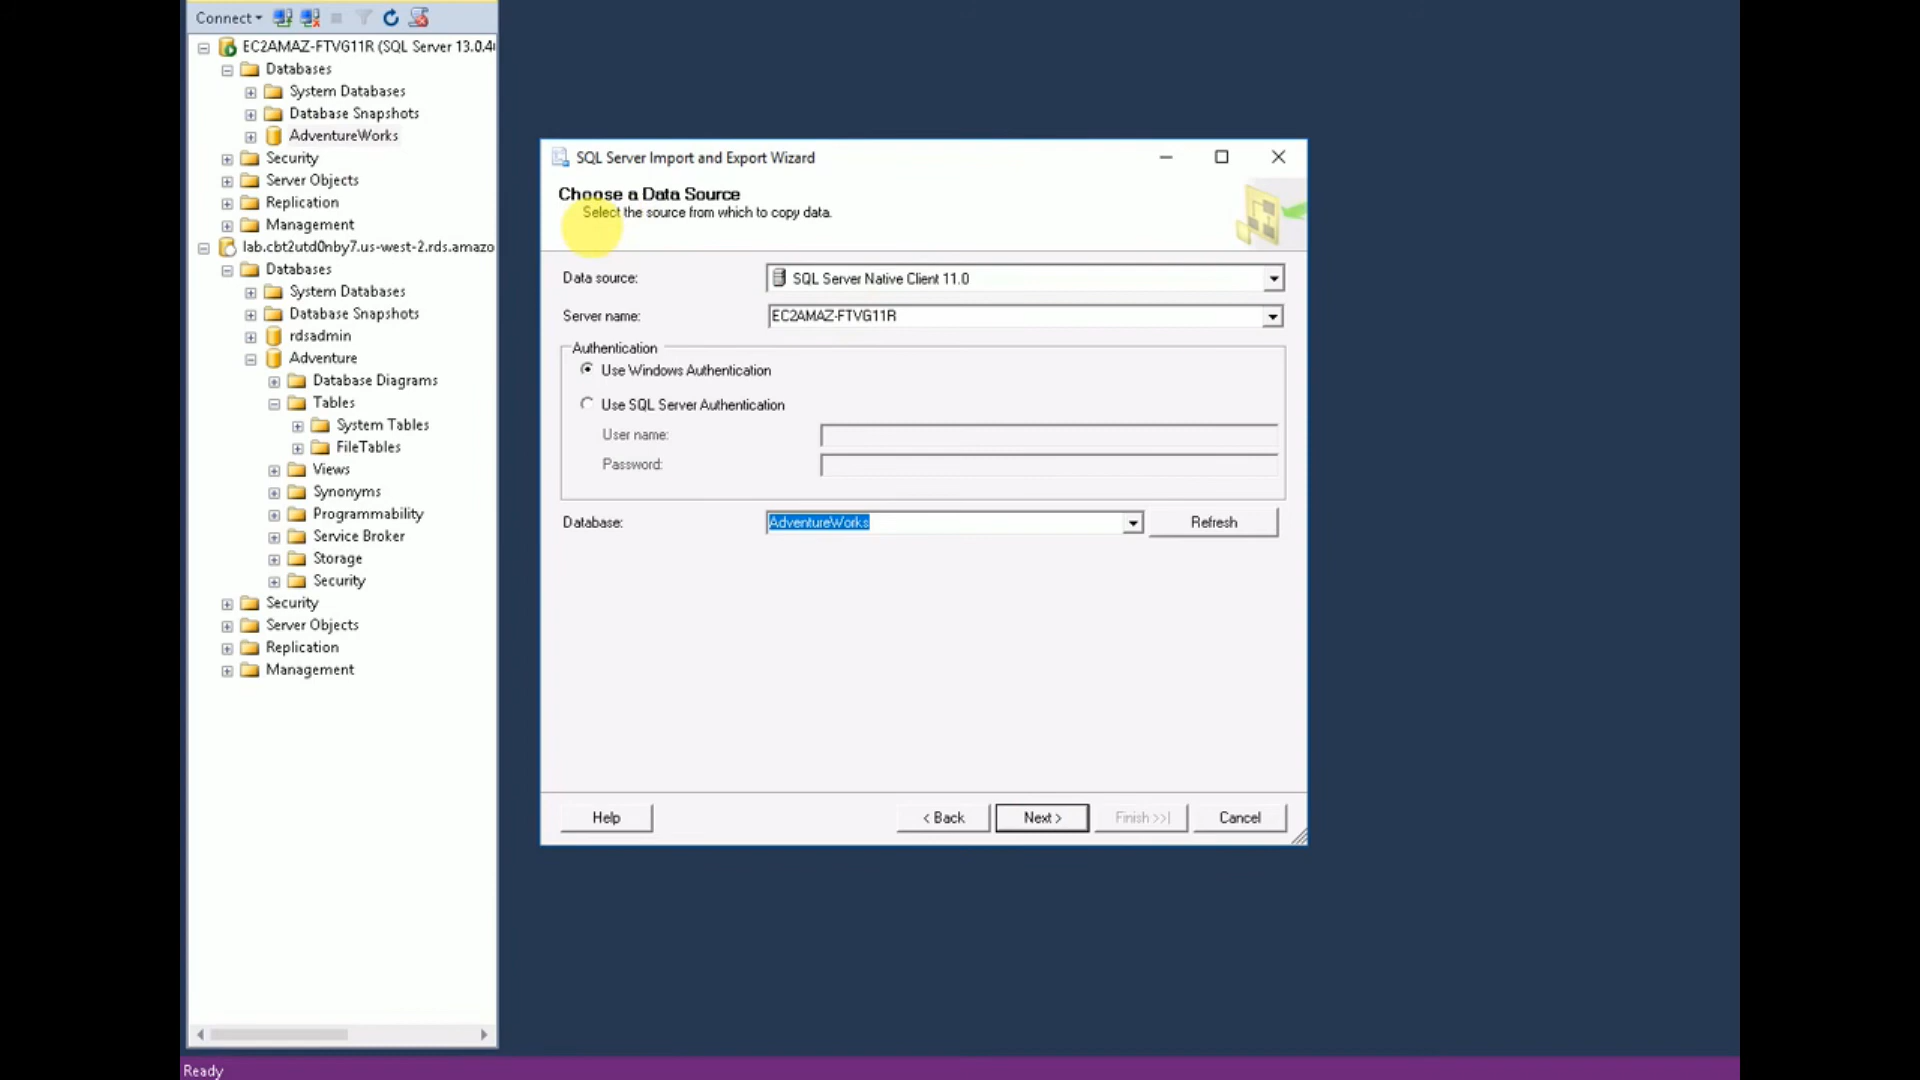 Connect
EC2AMAZ-FTVG11R (SQL Server 13.0.4
Databases
System Databases
Database Snapshots
AdventureWorks
Security
Server Objects
Replication
Management
lab.cbt2utd0nby7.us-west-2.rds.amazo
Databases
System Databases
Database Snapshots
rdsadmin
Adventure
Database Diagrams
Tables
System Tables
FileTables
Views
Synonyms
Programmability
Service Broker
Storage
Security
Security
Server Objects
Replication
Management
SQL Server Import and Export Wizard
Choose a Data Source
Select the source from which to copy data.
Data source: SQL Server Native Client 11.0
Server name: EC2AMAZ-FTVG11R
Authentication
Use Windows Authentication
Use SQL Server Authentication
User name:
Password:
Database: AdventureWorks Refresh
Help < Back Next > Finish >>| Cancel
Ready